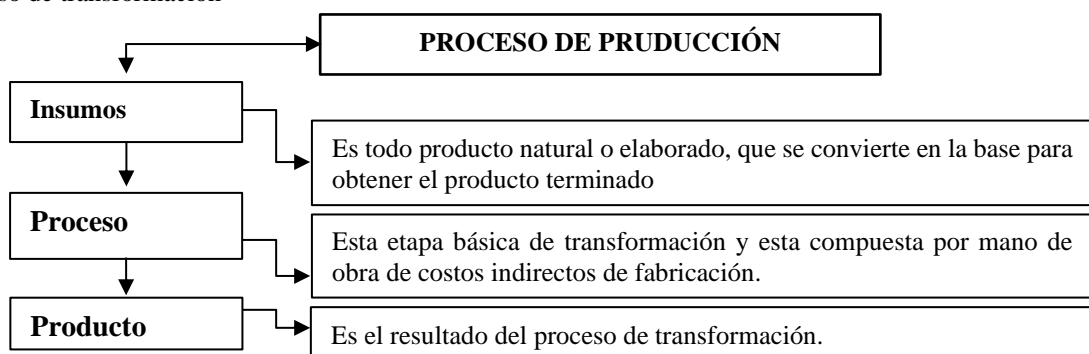 so de transformación
PROCESO DE PRUDUCCIÓN
Insumos
Es todo producto natural o elaborado, que se convierte en la base para
obtener el producto terminado
Proceso
Esta etapa básica de transformación y esta compuesta por mano de
obra de costos indirectos de fabricación.
Producto
Es el resultado del proceso de transformación.